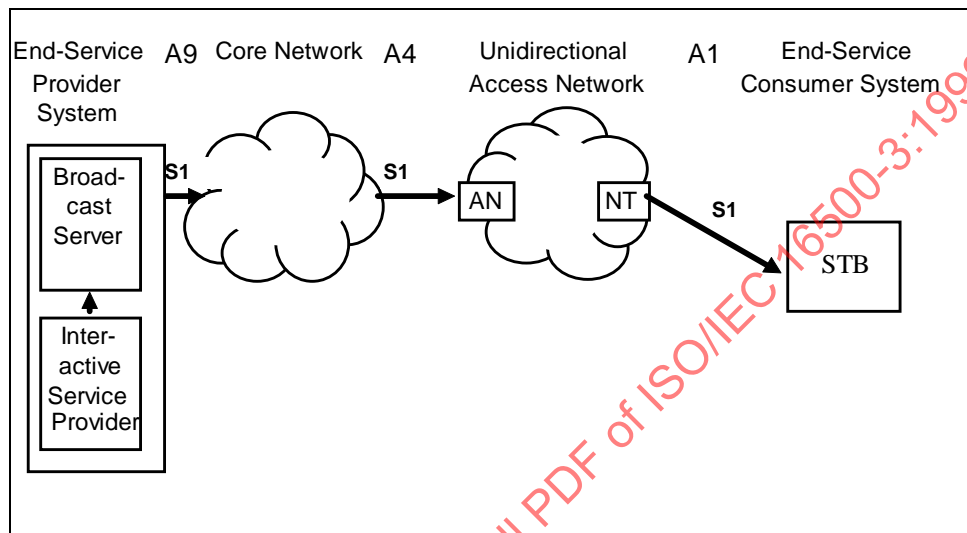 End-Service
Provider
System
A9
Core Network
A4
Unidirectional
Access Network
A1
End-Service
Consumer System
Broad-
cast
Server
Inter-
active
Service
Provider
S1
S1
AN
NT
S1
STB
ll PDF of ISO/IEC 16500-3:199